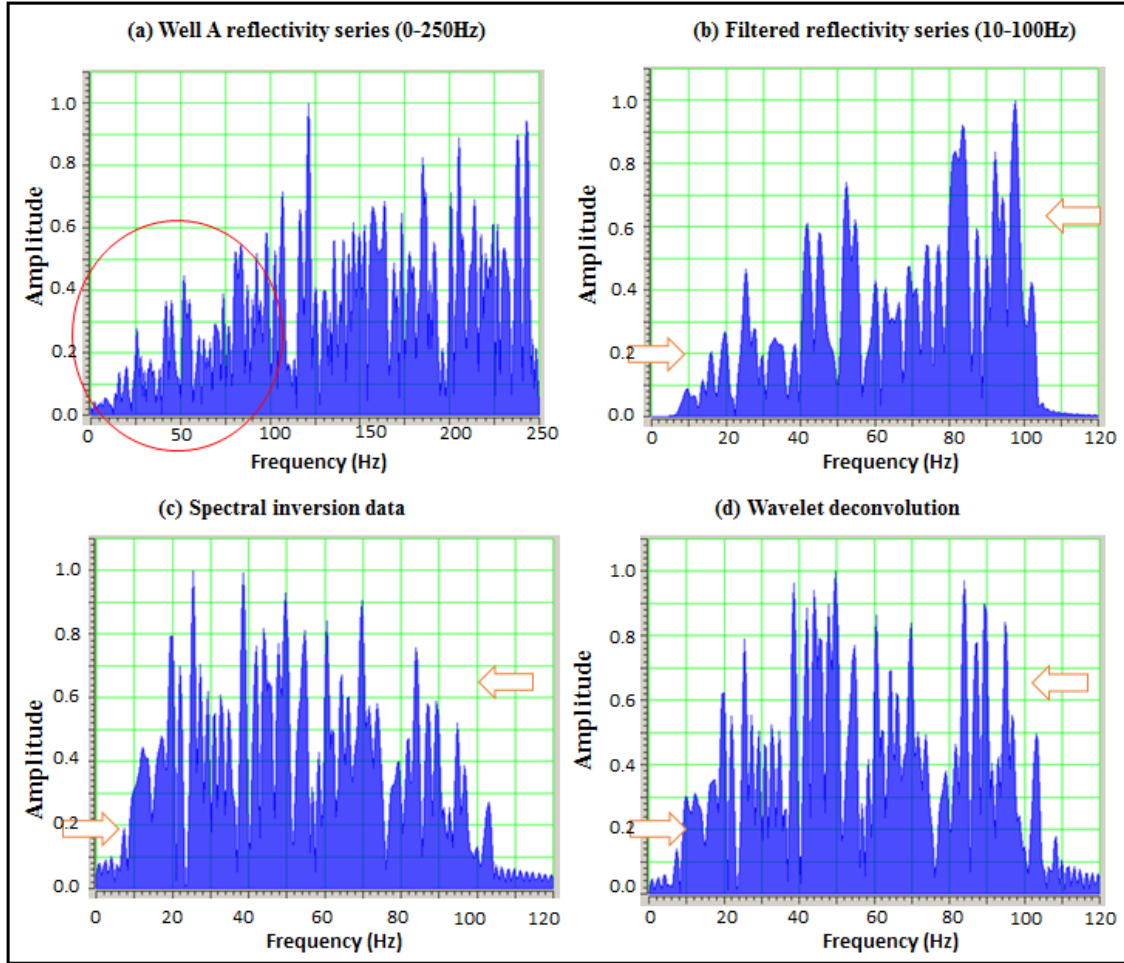 (a) Well A reflectivity series (0-250Hz)
1.0
0.8
0.6
0.4
0.2
0.0
Amplitude
0 50 100 150 200 250
Frequency (Hz)
(b) Filtered reflectivity series (10-100Hz)
1.0
0.8
0.6
0.4
0.2
0.0
Amplitude
0 20 40 60 80 100 120
Frequency (Hz)
(c) Spectral inversion data
1.0
0.8
0.6
0.4
0.2
0.0
Amplitude
0 20 40 60 80 100 120
Frequency (Hz)
(d) Wavelet deconvolution
1.0
0.8
0.6
0.4
0.2
0.0
Amplitude
0 20 40 60 80 100 120
Frequency (Hz)